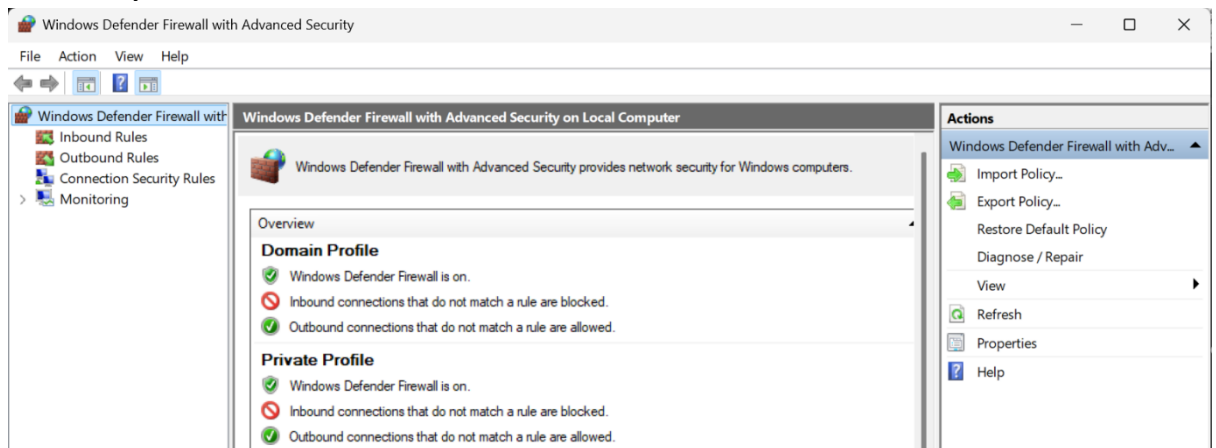 Windows Defender Firewall with Advanced Security
File Action View Help
Windows Defender Firewall with
Inbound Rules
Outbound Rules
Connection Security Rules
Monitoring
Windows Defender Firewall with Advanced Security on Local Computer
Windows Defender Firewall with Advanced Security provides network security for Windows computers.
Overview
Domain Profile
Windows Defender Firewall is on.
Inbound connections that do not match a rule are blocked.
Outbound connections that do not match a rule are allowed.
Private Profile
Windows Defender Firewall is on.
Inbound connections that do not match a rule are blocked.
Outbound connections that do not match a rule are allowed.
Actions
Windows Defender Firewall with Adv...
Import Policy...
Export Policy...
Restore Default Policy
Diagnose / Repair
View
Refresh
Properties
Help